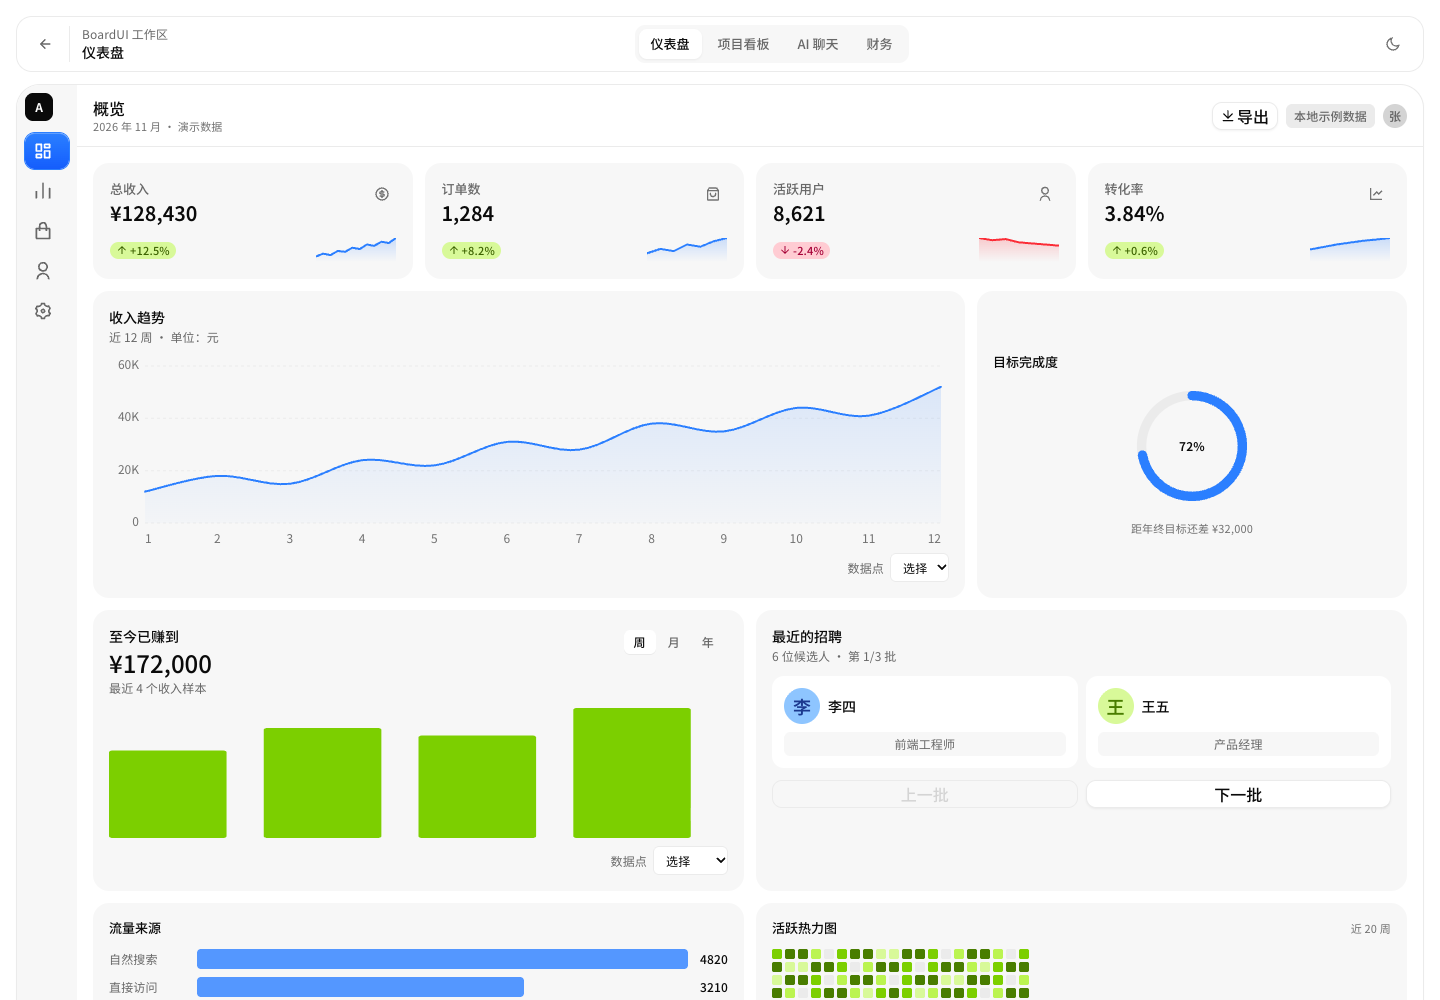 BoardUI 工作区
仪表盘
仪表盘
项目看板
AI 聊天
财务
A
概览
2026 年 11 月 · 演示数据
导出
本地示例数据
张
总收入
¥128,430
+12.5%
订单数
1,284
+8.2%
活跃用户
8,621
-2.4%
转化率
3.84%
+0.6%
收入趋势
近 12 周 · 单位：元
60K
40K
20K
0
1 2 3 4 5 6 7 8 9 10 11 12
数据点 选择
目标完成度
72%
距年终目标还差 ¥32,000
至今已赚到
¥172,000
最近 4 个收入样本
周 月 年
数据点 选择
最近的招聘
6 位候选人 · 第 1/3 批
李 李四
前端工程师
王 王五
产品经理
上一批
下一批
流量来源
自然搜索 4820
直接访问 3210
活跃热力图
近 20 周